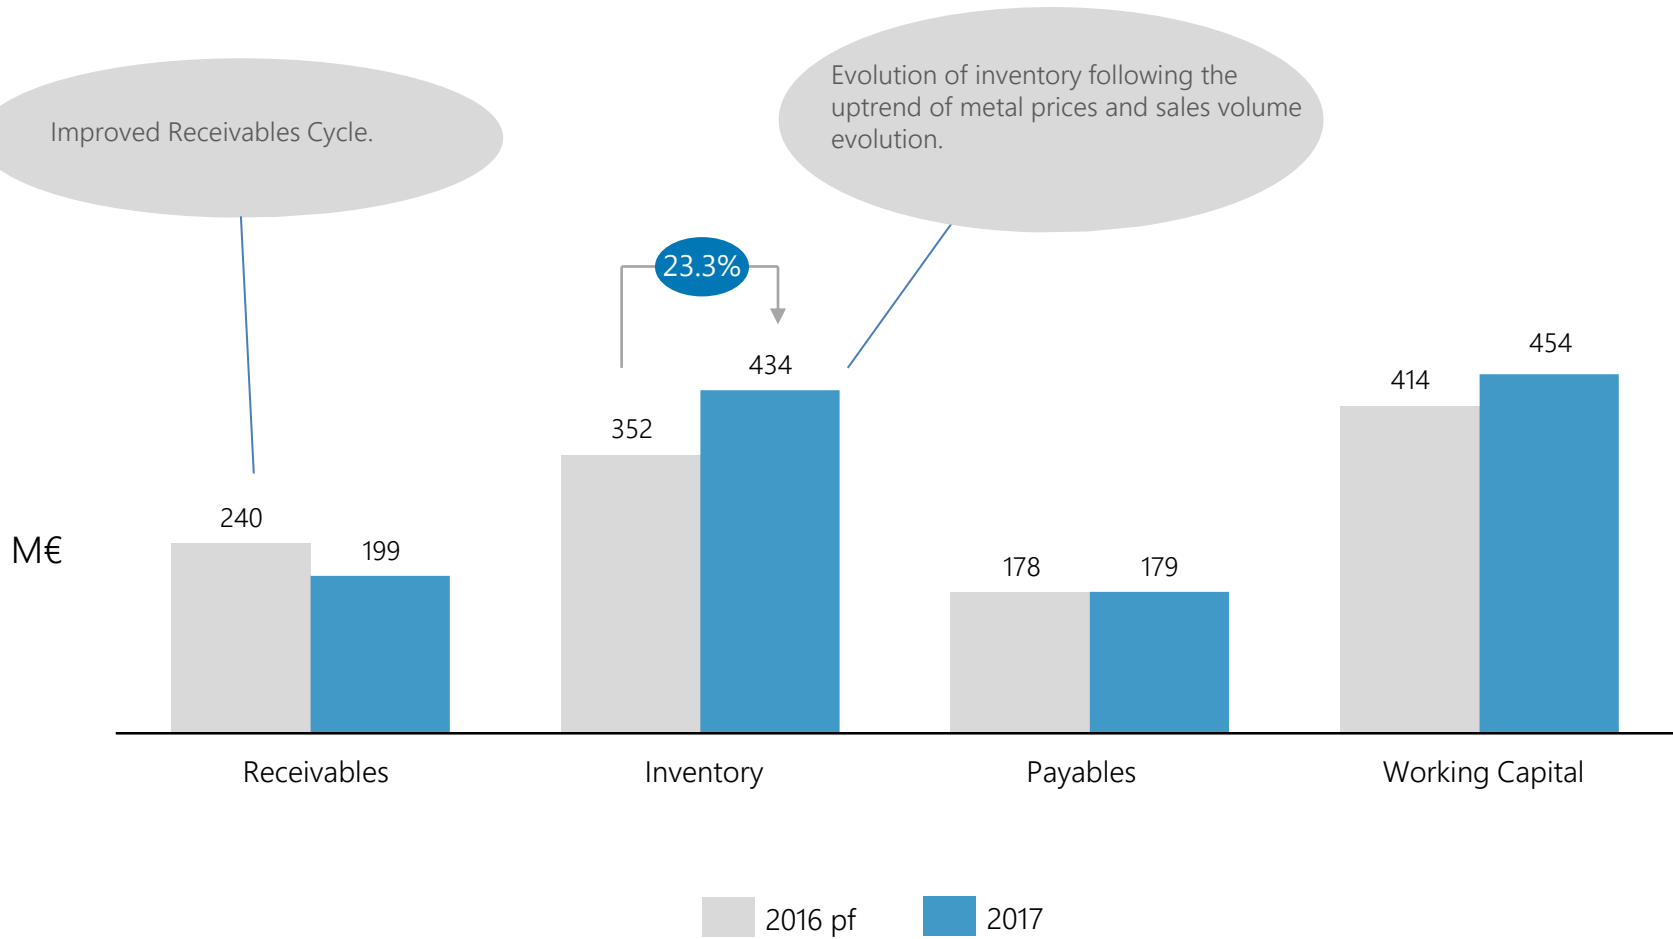 Improved Receivables Cycle.
Evolution of inventory following the
uptrend of metal prices and sales volume
evolution.
23.3%
M€
240
199
352
434
178
179
414
454
Receivables
Inventory
Payables
Working Capital
2016 pf
2017